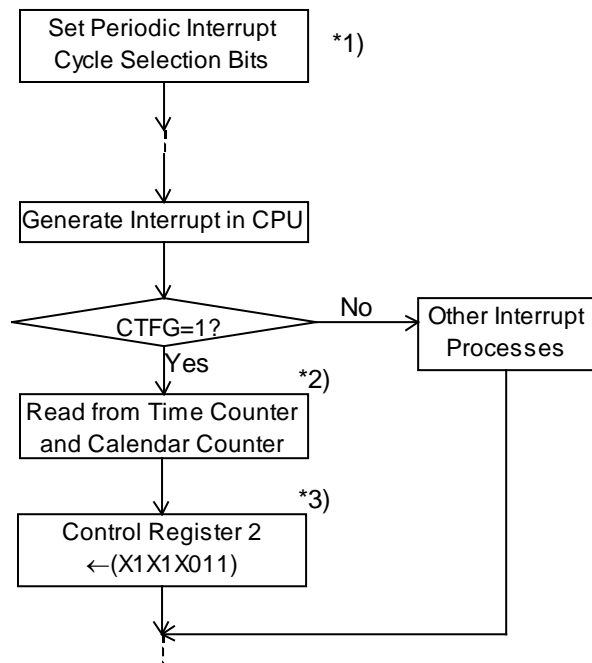 Set Periodic Interrupt
Cycle Selection Bits
*1)
Generate Interrupt in CPU
CTFG=1?
No
Other Interrupt
Processes
Yes
*2)
Read from Time Counter
and Calendar Counter
*3)
Control Register 2
←(X1X1X011)